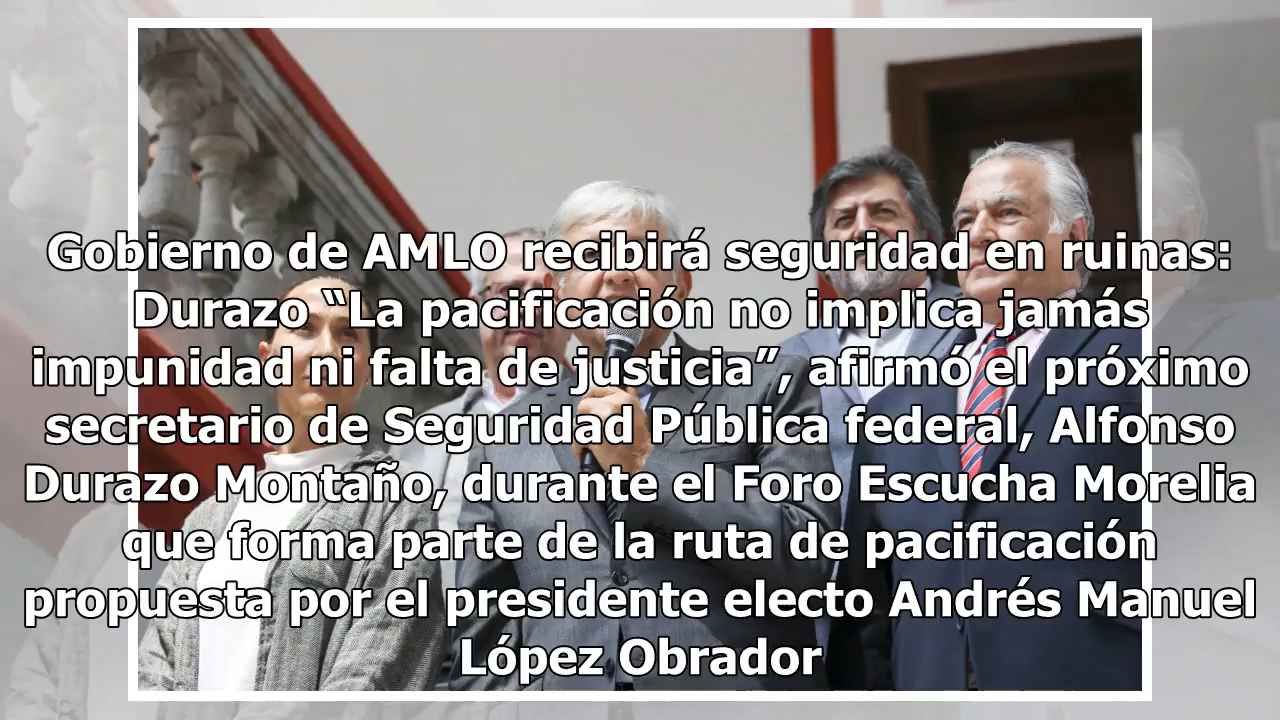 Gobierno de AMLO recibirá seguridad en ruinas:
Durazo “La pacificación no implica jamás
impunidad ni falta de justicia”, afirmó el próximo
secretario de Seguridad Pública federal, Alfonso
Durazo Montaño, durante el Foro Escucha Morelia
que forma parte de la ruta de pacificación
propuesta por el presidente electo Andrés Manuel
López Obrador